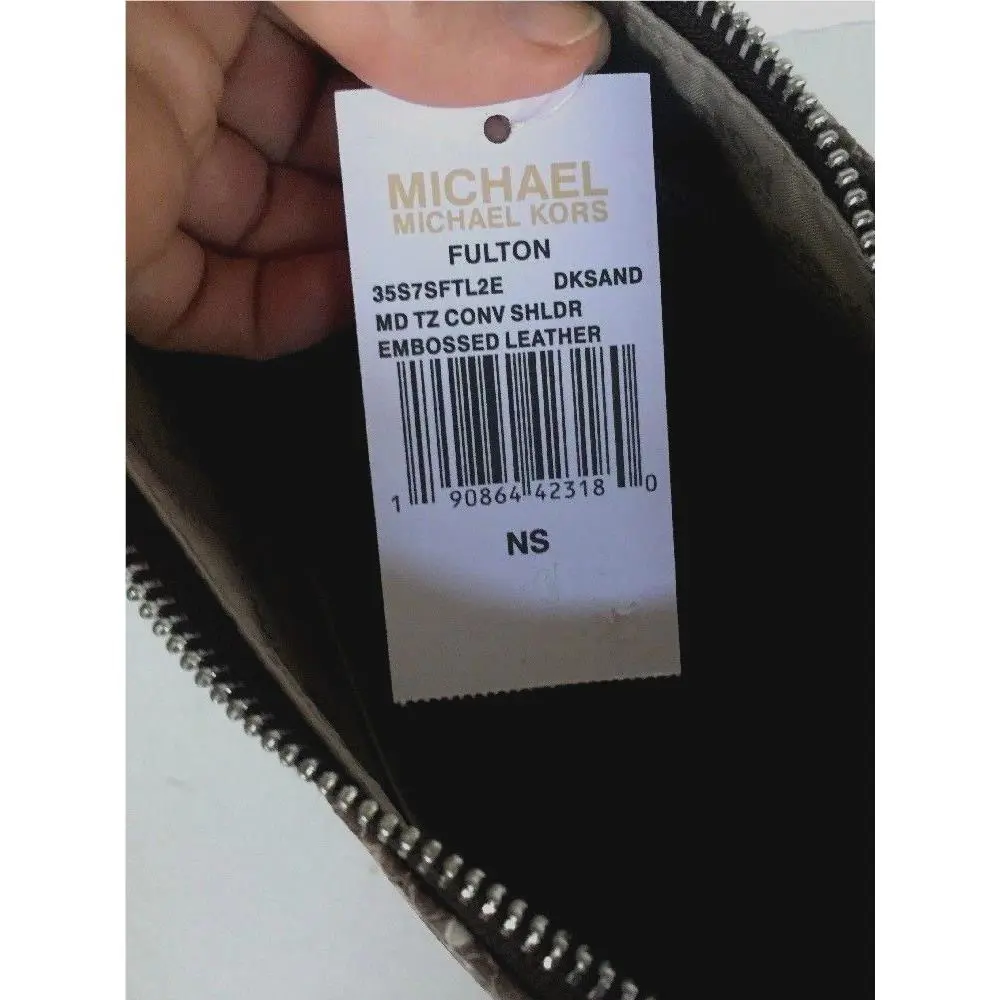 MICHAEL
MICHAEL KORS
FULTON
35S7SFTL2E DKSAND
MD TZ CONV SHLDR
EMBOSSED LEATHER
1 90864 42318 0
NS